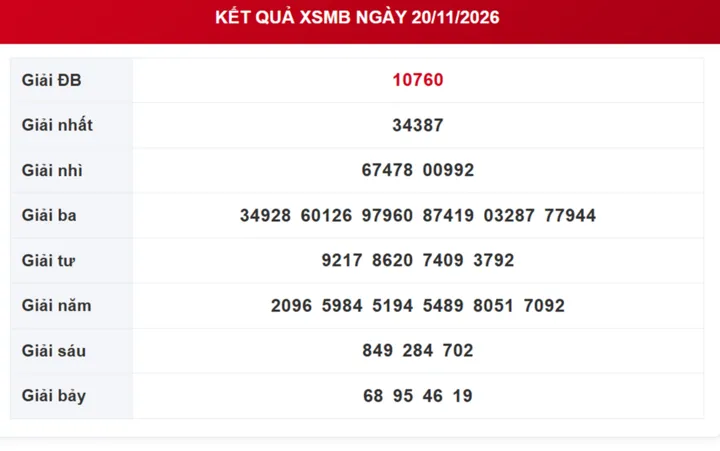 KẾT QUẢ XSMB NGÀY 20/11/2026
Giải ĐB 10760
Giải nhất 34387
Giải nhì 67478 00992
Giải ba 34928 60126 97960 87419 03287 77944
Giải tư 9217 8620 7409 3792
Giải năm 2096 5984 5194 5489 8051 7092
Giải sáu 849 284 702
Giải bảy 68 95 46 19